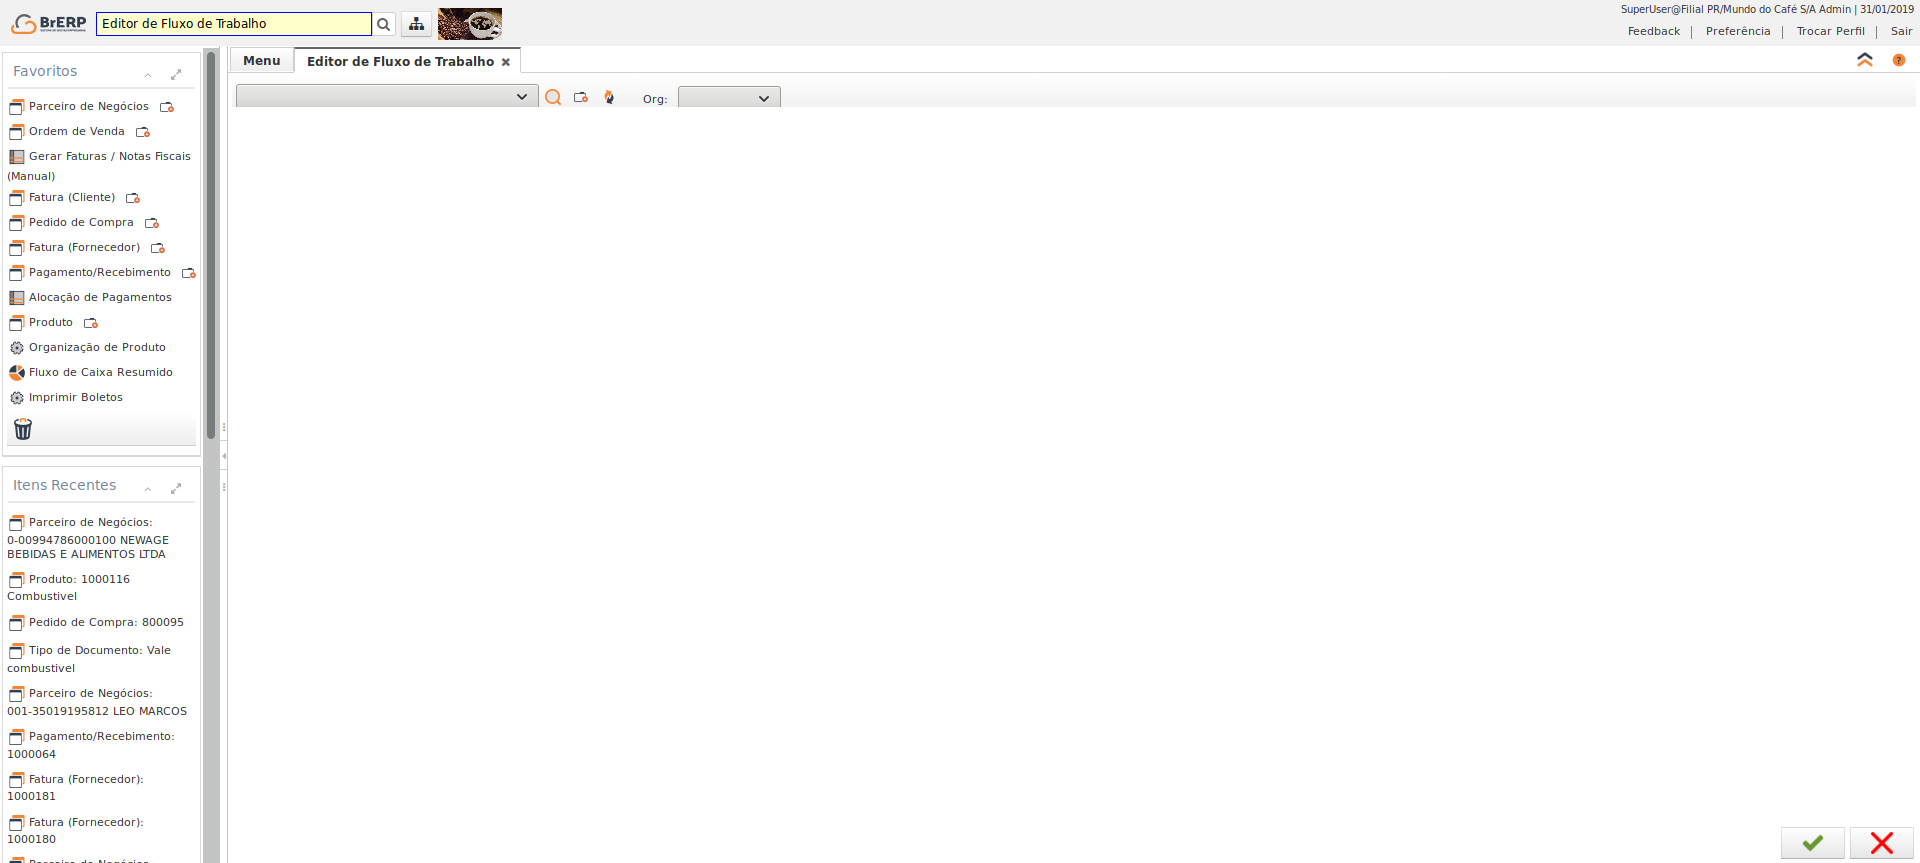 BrERP
Editor de Fluxo de Trabalho
SuperUser@Filial PR/Mundo do Café S/A Admin | 31/01/2019
Feedback | Preferência | Trocar Perfil | Sair
Favoritos
Parceiro de Negócios
Ordem de Venda
Gerar Faturas / Notas Fiscais
(Manual)
Fatura (Cliente)
Pedido de Compra
Fatura (Fornecedor)
Pagamento/Recebimento
Alocação de Pagamentos
Produto
Organização de Produto
Fluxo de Caixa Resumido
Imprimir Boletos
Itens Recentes
Parceiro de Negócios:
0-00994786000100 NEWAGE
BEBIDAS E ALIMENTOS LTDA
Produto: 1000116
Combustivel
Pedido de Compra: 800095
Tipo de Documento: Vale
combustivel
Parceiro de Negócios:
001-35019195812 LEO MARCOS
Pagamento/Recebimento:
1000064
Fatura (Fornecedor):
1000181
Fatura (Fornecedor):
1000180
Parceiro de Negócios
Menu
Editor de Fluxo de Trabalho
?
Org: